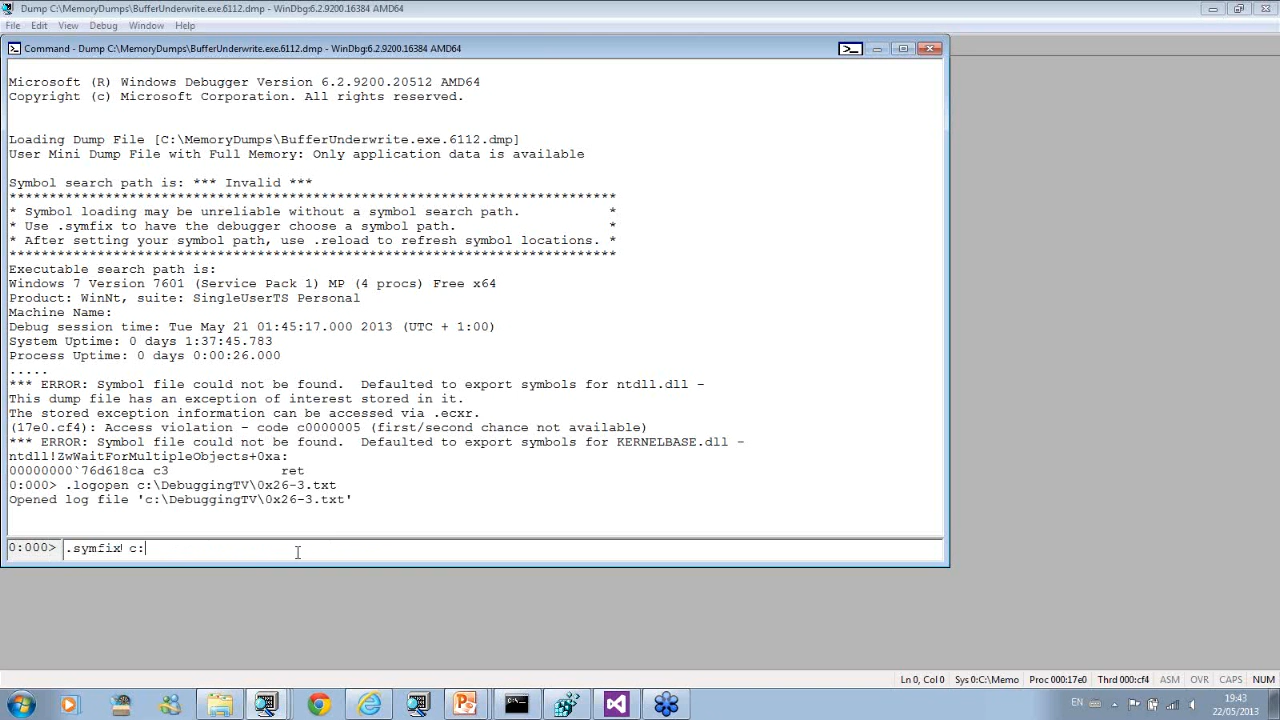 Dump C:\MemoryDumps\BufferUnderwrite.exe.6112.dmp - WinDbg:6.2.9200.16384 AMD64
File Edit View Debug Window Help
Command - Dump C:\MemoryDumps\BufferUnderwrite.exe.6112.dmp - WinDbg:6.2.9200.16384 AMD64
Microsoft (R) Windows Debugger Version 6.2.9200.20512 AMD64
Copyright (c) Microsoft Corporation. All rights reserved.
Loading Dump File [C:\MemoryDumps\BufferUnderwrite.exe.6112.dmp]
User Mini Dump File with Full Memory: Only application data is available
Symbol search path is: *** Invalid ***
****************************************************************************
* Symbol loading may be unreliable without a symbol search path.           *
* Use .symfix to have the debugger choose a symbol path.                   *
* After setting your symbol path, use .reload to refresh symbol locations. *
****************************************************************************
Executable search path is:
Windows 7 Version 7601 (Service Pack 1) MP (4 procs) Free x64
Product: WinNt, suite: SingleUserTS Personal
Machine Name:
Debug session time: Tue May 21 01:45:17.000 2013 (UTC + 1:00)
System Uptime: 0 days 1:37:45.783
Process Uptime: 0 days 0:00:26.000
.....
*** ERROR: Symbol file could not be found.  Defaulted to export symbols for ntdll.dll -
This dump file has an exception of interest stored in it.
The stored exception information can be accessed via .ecxr.
(17e0.cf4): Access violation - code c0000005 (first/second chance not available)
*** ERROR: Symbol file could not be found.  Defaulted to export symbols for KERNELBASE.dll -
ntdll!ZwWaitForMultipleObjects+0xa:
00000000`76d618ca c3              ret
0:000> .logopen c:\DebuggingTV\0x26-3.txt
Opened log file 'c:\DebuggingTV\0x26-3.txt'
0:000> .symfix c:
Ln 0, Col 0 Sys 0:C:\Memo Proc 000:17e0 Thrd 000:cf4 ASM OVR CAPS NUM
EN 19:43
22/05/2013